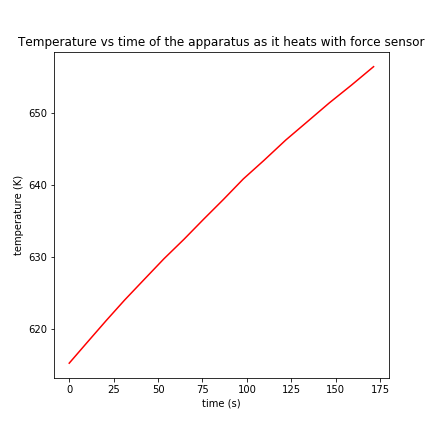 Temperature vs time of the apparatus as it heats with force sensor
650
640
630
620
temperature (K)
0 25 50 75 100 125 150 175
time (s)